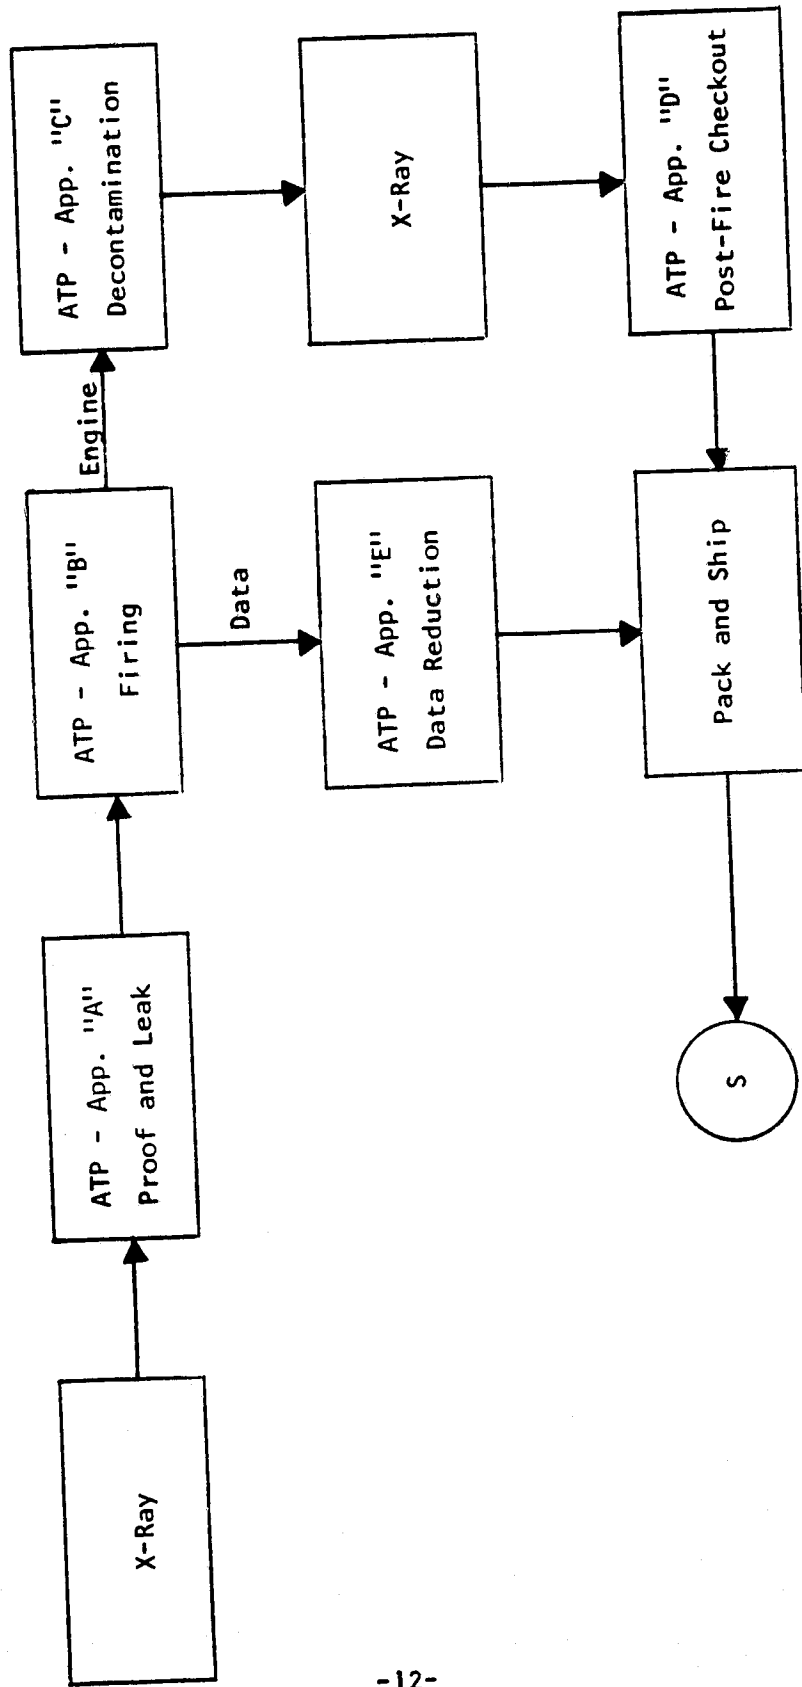 X-Ray
ATP - App. "A"
Proof and Leak
ATP - App. "B"
Firing
Engine
ATP - App. "C"
Decontamination
Data
ATP - App. "E"
Data Reduction
X-Ray
ATP - App. "D"
Post-Fire Checkout
Pack and Ship
S
-12-